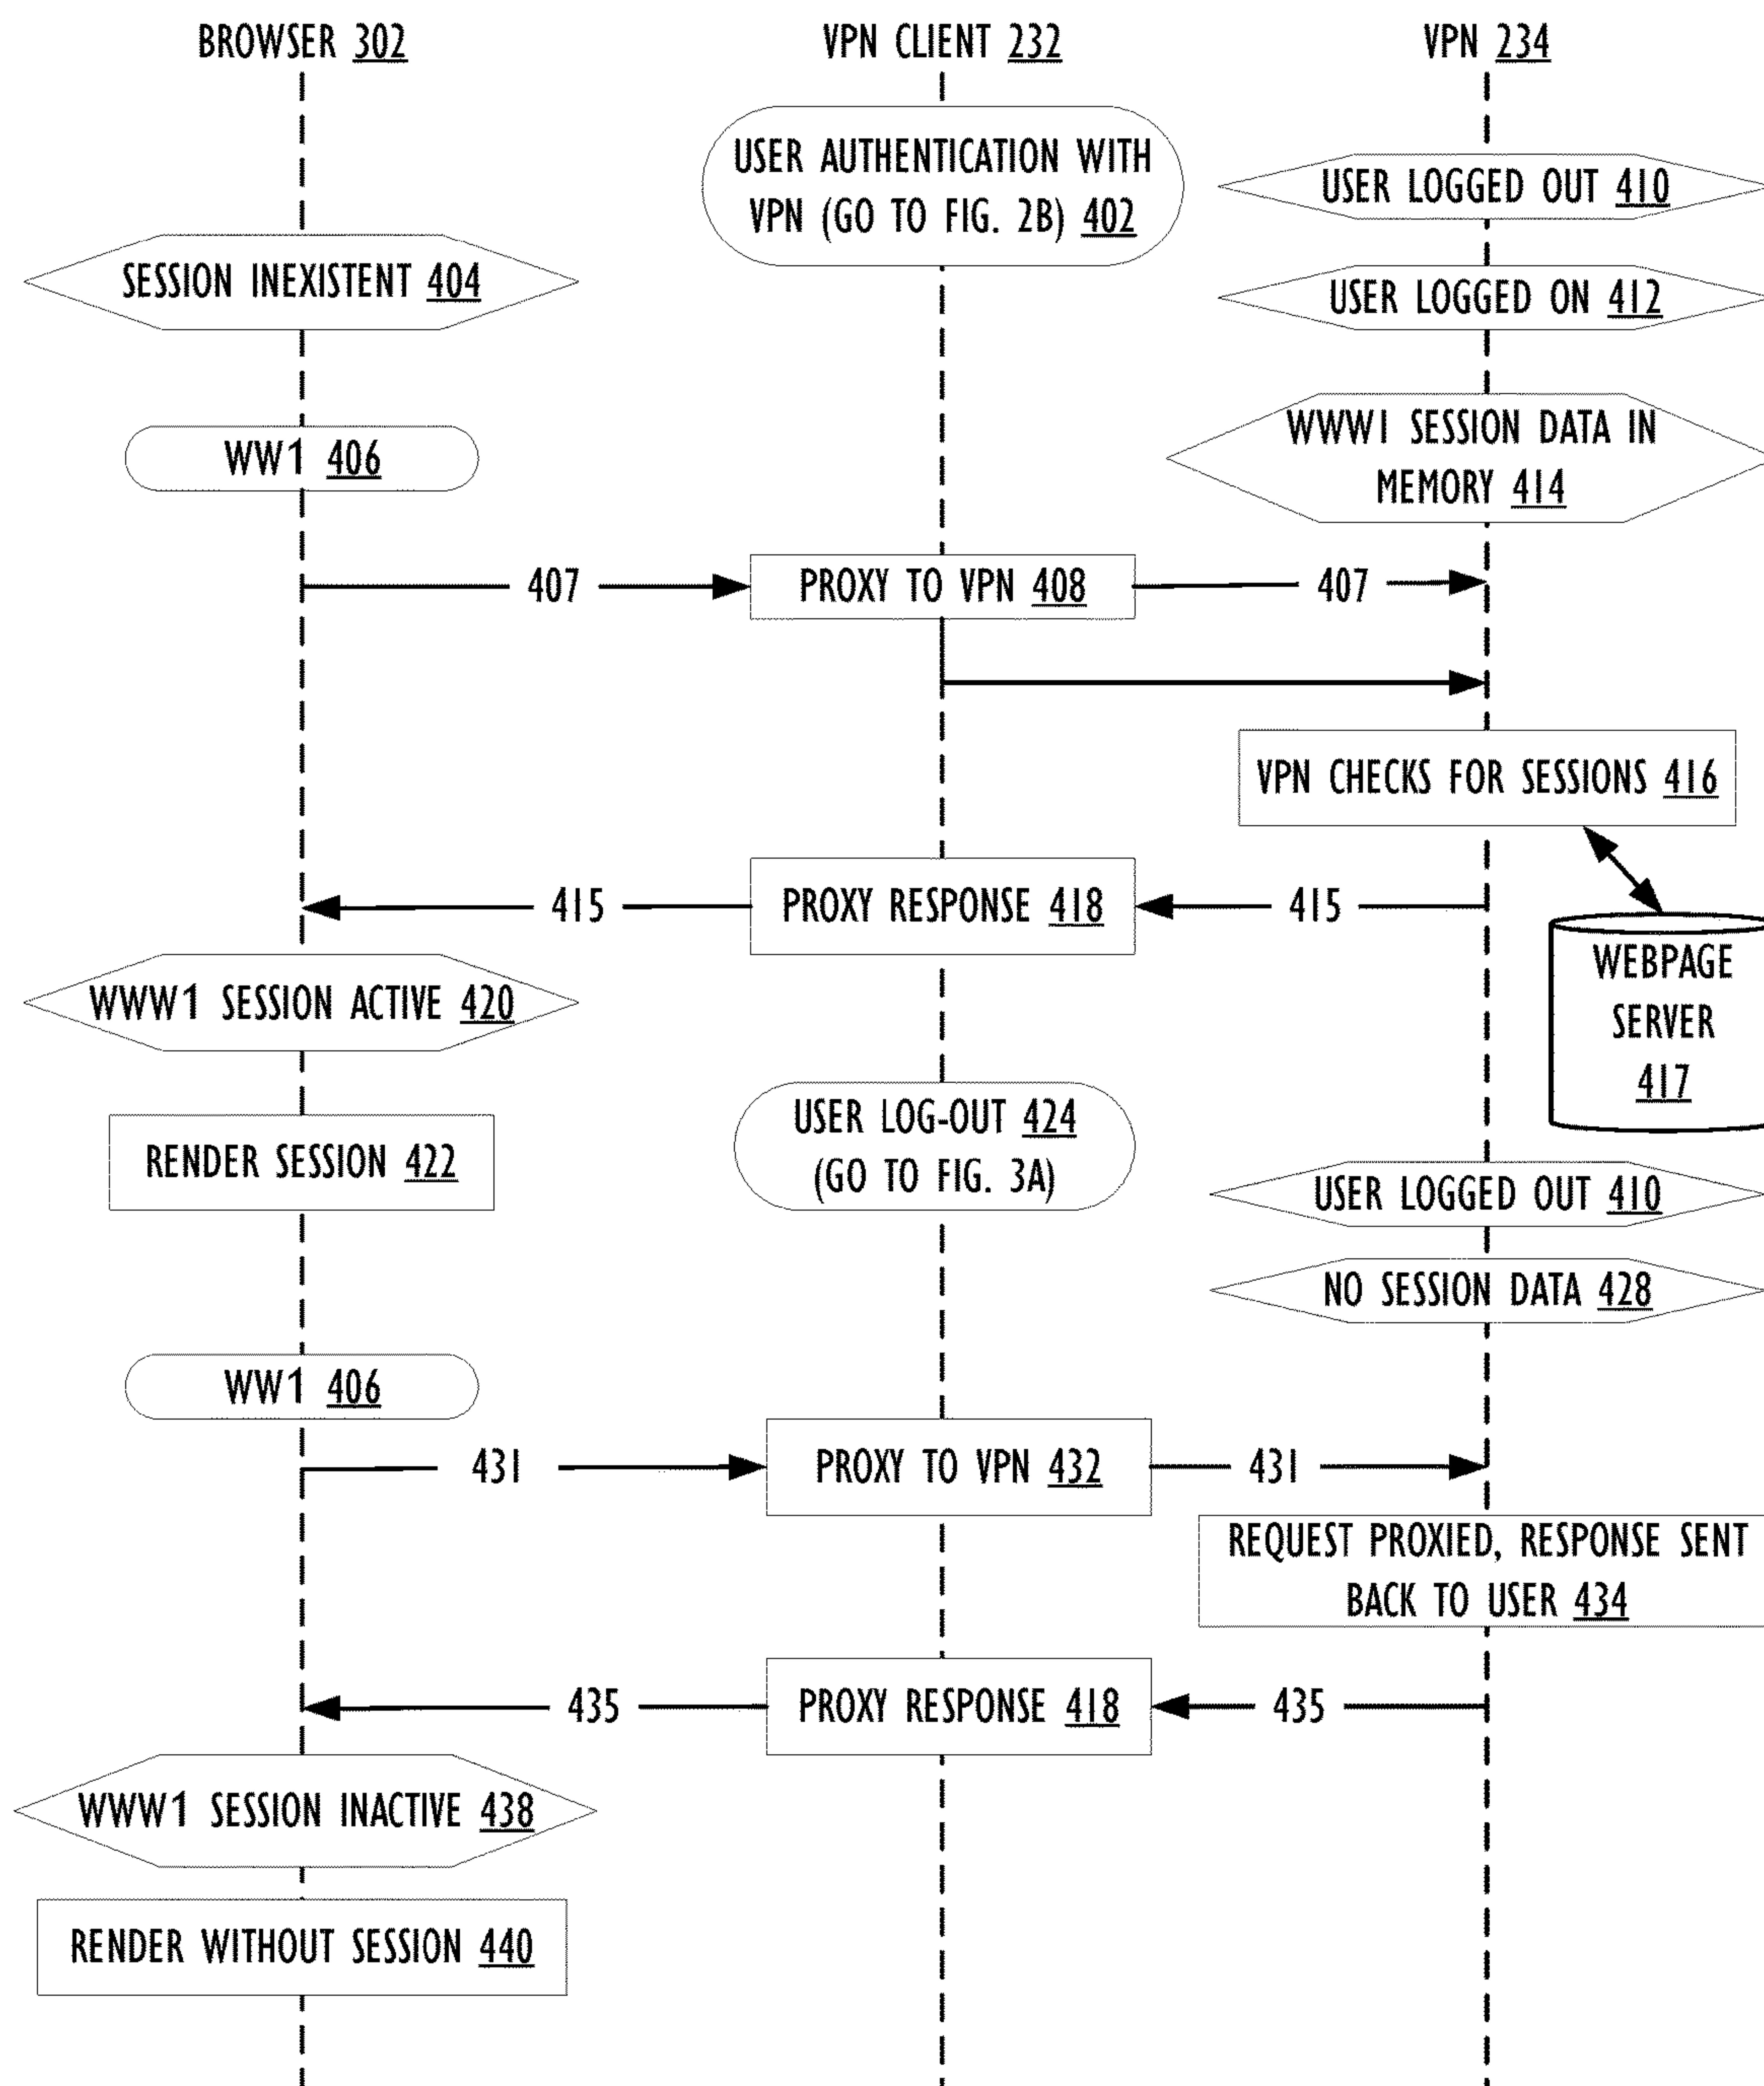 BROWSER 302
VPN CLIENT 232
VPN 234
USER AUTHENTICATION WITH
VPN (GO TO FIG. 2B) 402
USER LOGGED OUT 410
SESSION INEXISTENT 404
USER LOGGED ON 412
WW1 406
WWW1 SESSION DATA IN
MEMORY 414
407
PROXY TO VPN 408
407
VPN CHECKS FOR SESSIONS 416
415
PROXY RESPONSE 418
415
WEBPAGE
SERVER
417
WWW1 SESSION ACTIVE 420
RENDER SESSION 422
USER LOG-OUT 424
(GO TO FIG. 3A)
USER LOGGED OUT 410
NO SESSION DATA 428
WW1 406
431
PROXY TO VPN 432
431
REQUEST PROXIED, RESPONSE SENT
BACK TO USER 434
435
PROXY RESPONSE 418
435
WWW1 SESSION INACTIVE 438
RENDER WITHOUT SESSION 440